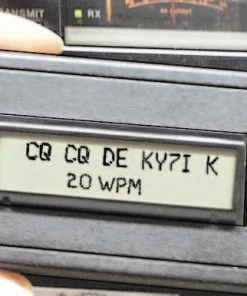 TRANSMIT RX
CQ CQ DE KY7I K
20 WPM